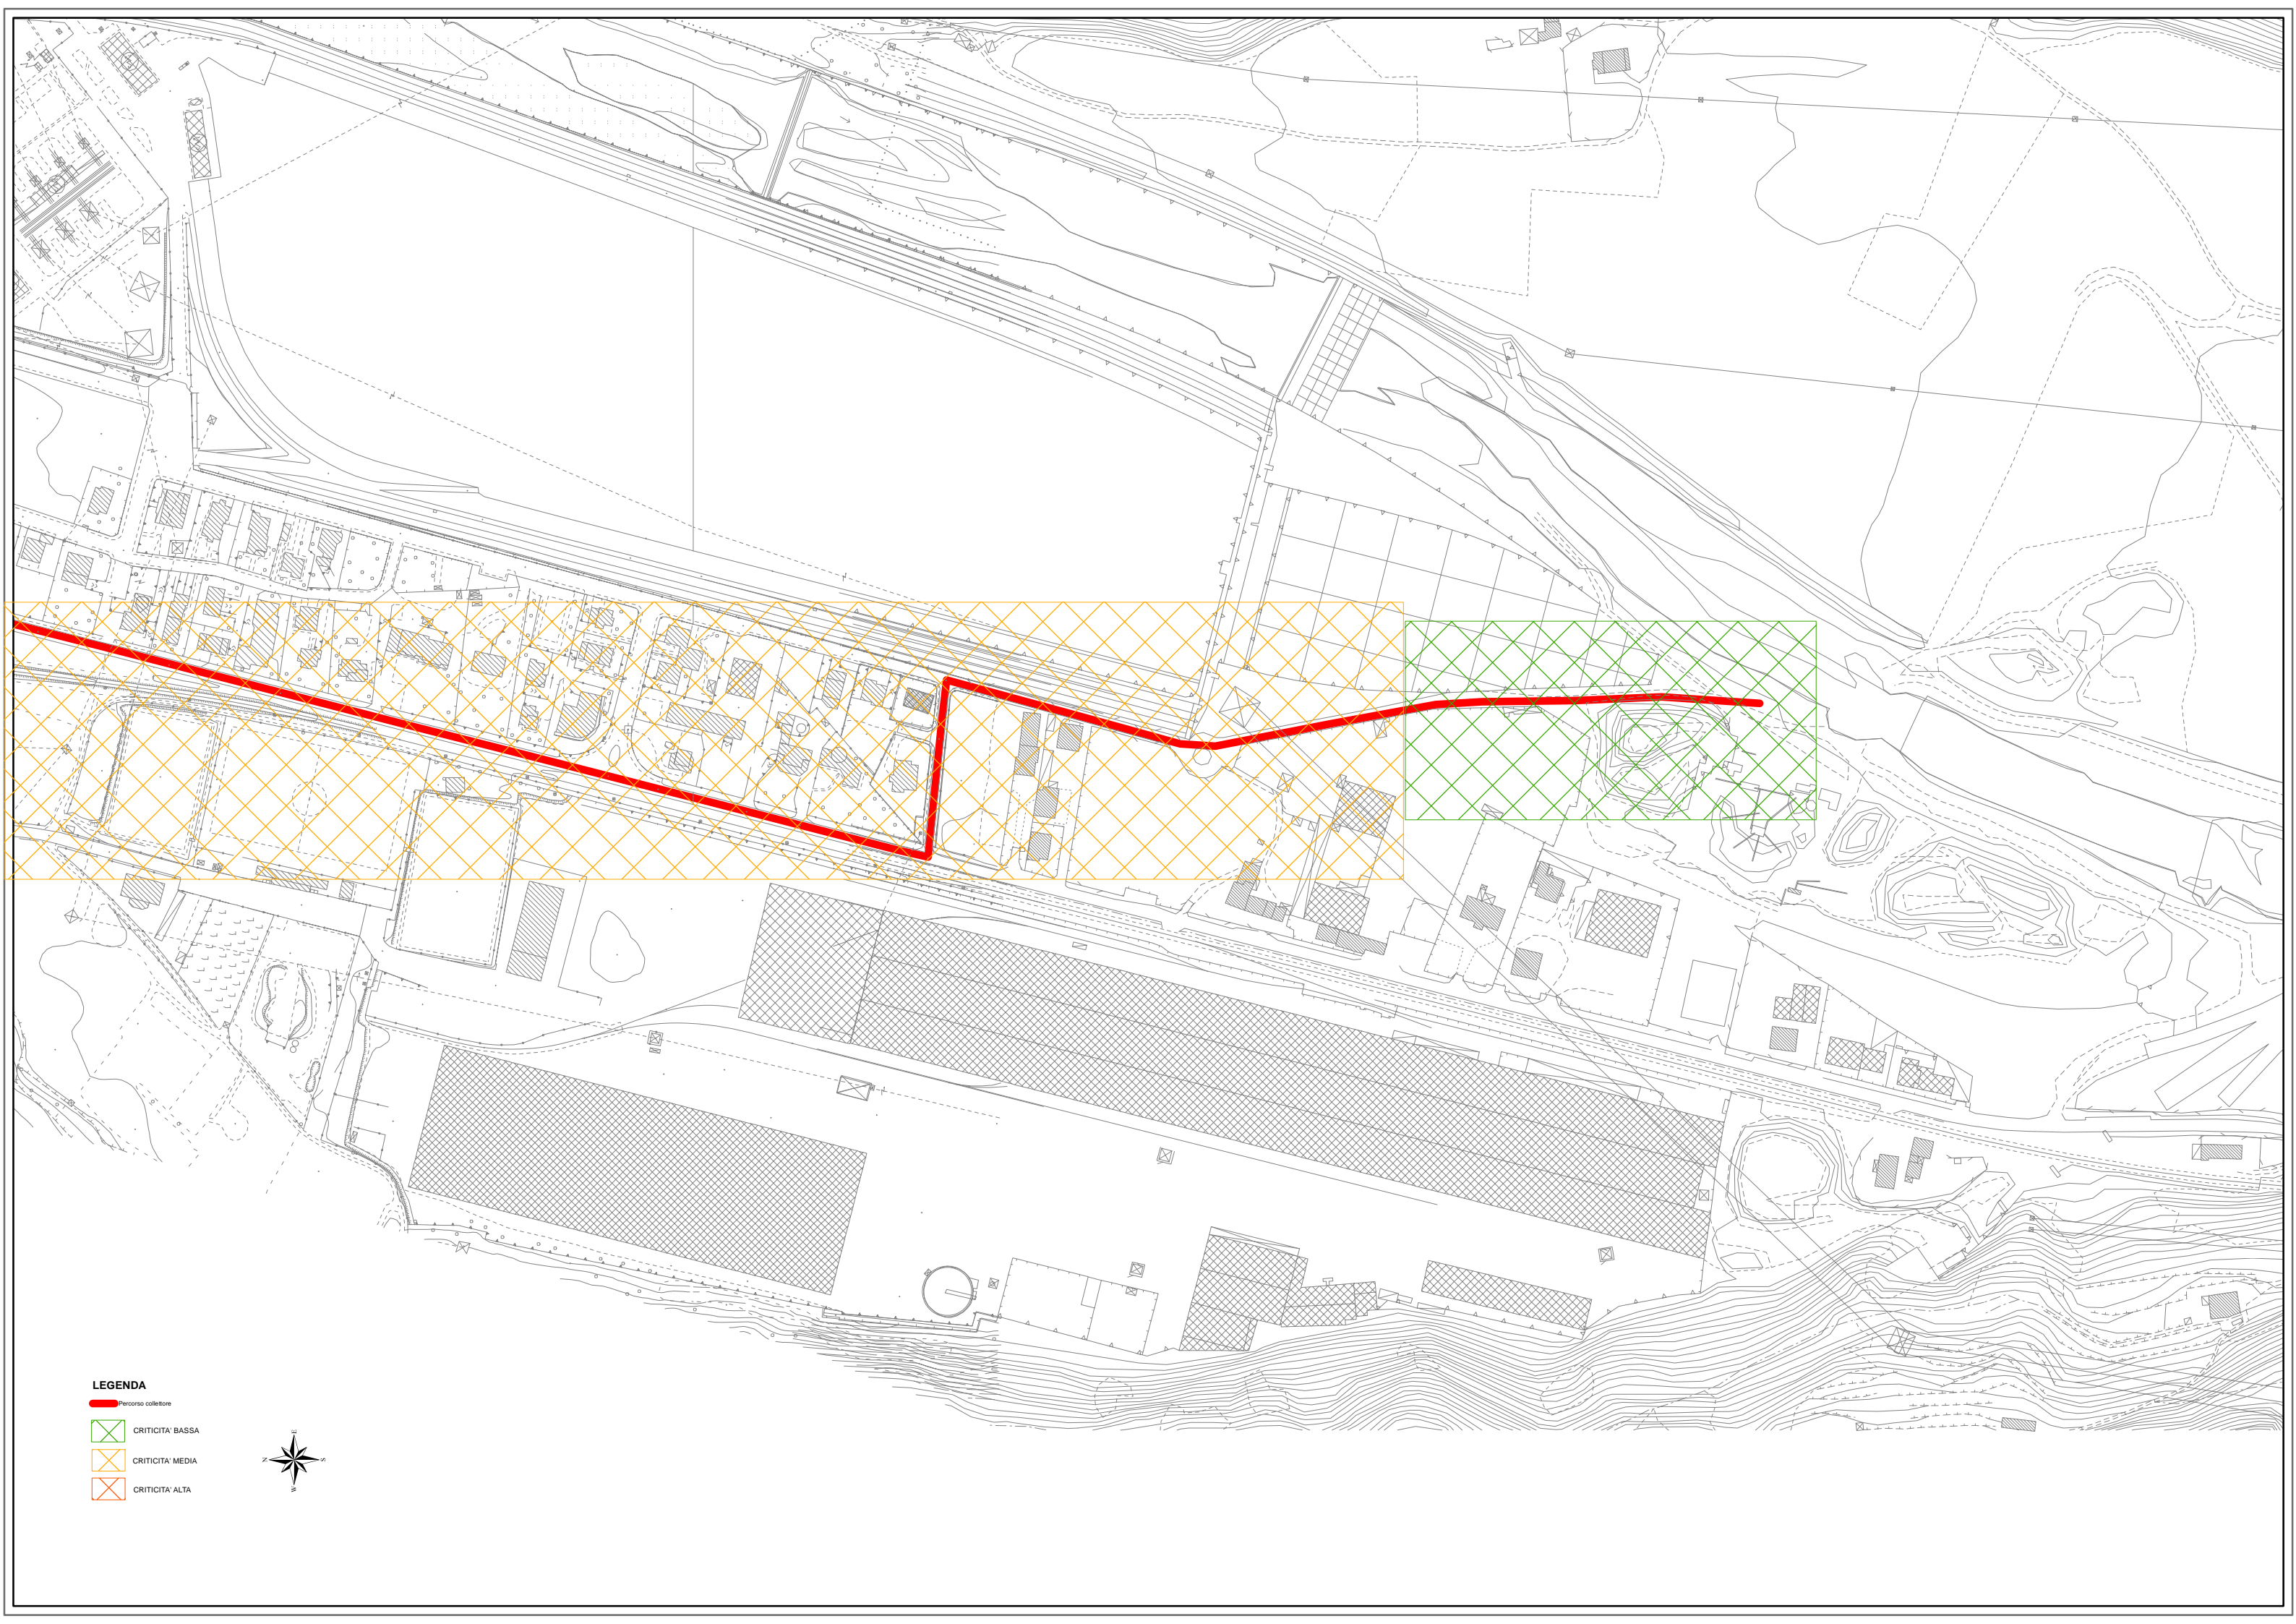 LEGENDA
Percorso collettore
CRITICITA' BASSA
CRITICITA' MEDIA
CRITICITA' ALTA
E
N
S
W